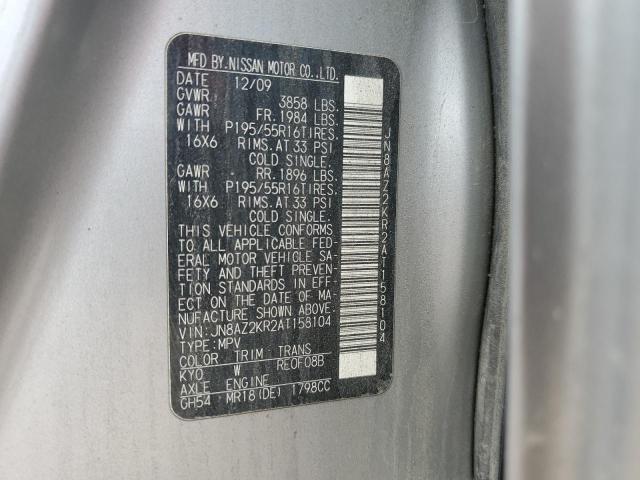 MFD BY. NISSAN MOTOR CO., LTD.
DATE 12/09
GVWR 3858 LBS.
GAWR FR. 1984 LBS.
WITH P195/55R16TIRES.
16X6 RIMS. AT 33 PSI
COLD SINGLE.
GAWR RR. 1896 LBS.
WITH P195/55R16TIRES.
16X6 RIMS. AT 33 PSI
COLD SINGLE.
THIS VEHICLE CONFORMS
TO ALL APPLICABLE FED-
ERAL MOTOR VEHICLE SA-
FETY AND THEFT PREVEN-
TION STANDARDS IN EFF-
ECT ON THE DATE OF MA-
NUFACTURE SHOWN ABOVE.
VIN: JN8AZ2KR2AT158104
TYPE: MPV
COLOR TRIM TRANS
KY0 W RE0F08B
AXLE ENGINE
GH54 MR18(DE) 1798CC
JN8AZ2KR2AT158104